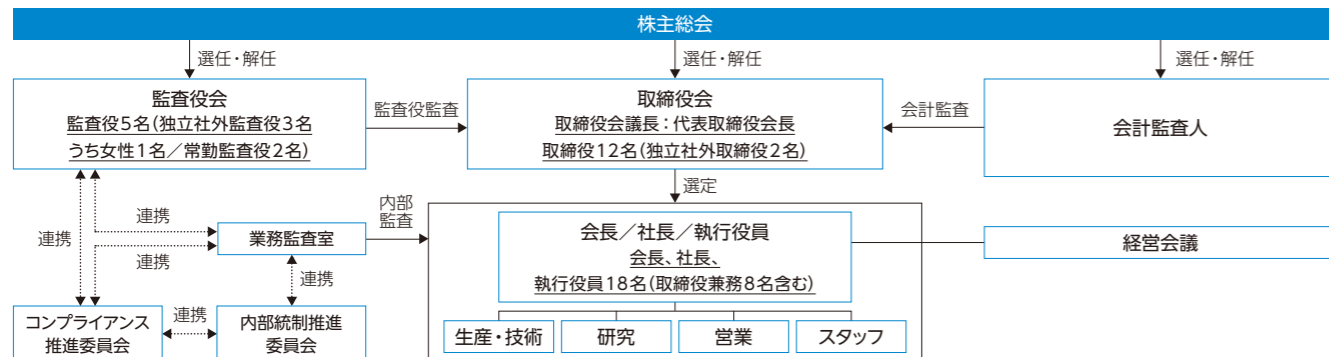 株主総会
選任・解任
選任・解任
選任・解任
監査役会
監査役5名(独立社外監査役3名
うち女性1名／常勤監査役2名)
監査役監査
取締役会
取締役会議長：代表取締役会長
取締役12名(独立社外取締役2名)
会計監査
会計監査人
選定
連携
連携
連携
業務監査室
内部
監査
会長／社長／執行役員
会長、社長、
執行役員18名(取締役兼務8名含む)
経営会議
連携
コンプライアンス
推進委員会
連携
内部統制推進
委員会
生産・技術
研究
営業
スタッフ